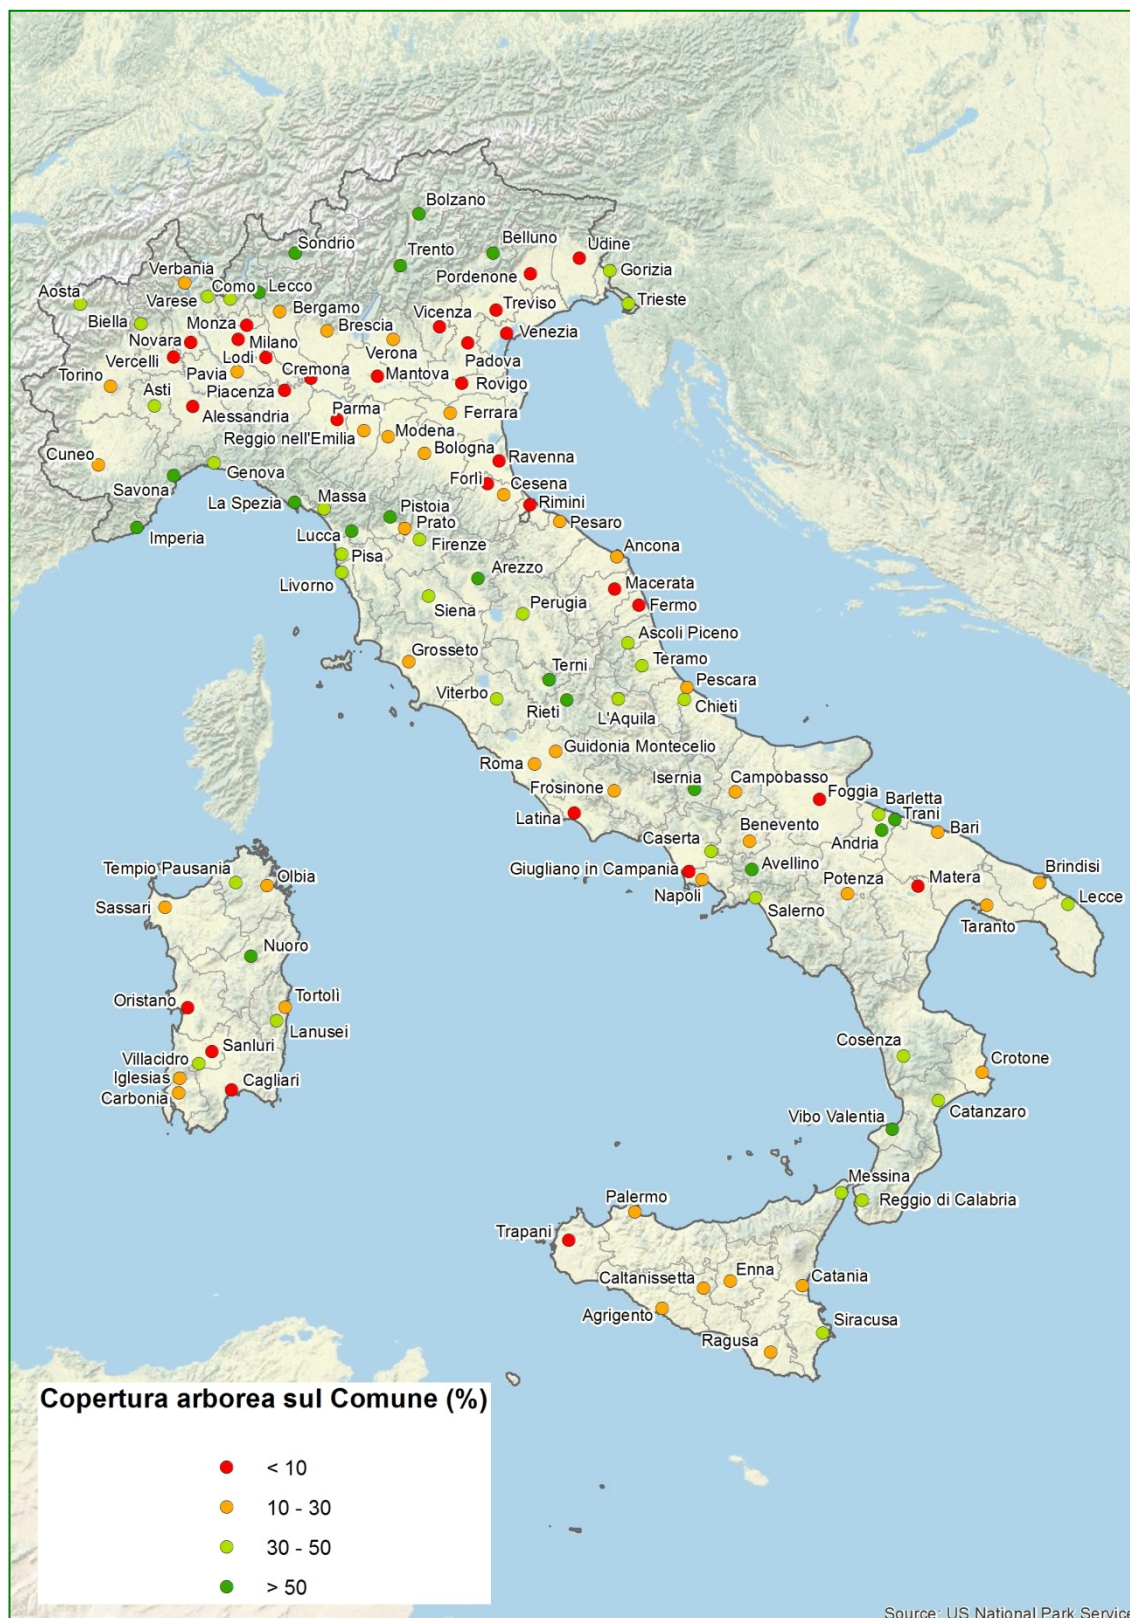 Bolzano
Sondrio
Trento
Belluno
Udine
Pordenone
Gorizia
Verbania
Como
Lecco
Aosta
Varese
Bergamo
Treviso
Trieste
Biella
Monza
Brescia
Vicenza
Venezia
Novara
Milano
Verona
Padova
Vercelli
Lodi
Cremona
Mantova
Rovigo
Torino
Pavia
Asti
Piacenza
Alessandria
Parma
Ferrara
Reggio nell'Emilia
Modena
Bologna
Ravenna
Cuneo
Genova
Forlì
Cesena
Savona
La Spezia
Massa
Pistoia
Rimini
Imperia
Lucca
Prato
Pesaro
Firenze
Pisa
Ancona
Livorno
Arezzo
Macerata
Siena
Perugia
Fermo
Ascoli Piceno
Grosseto
Terni
Teramo
Pescara
Viterbo
Rieti
L'Aquila
Chieti
Guidonia Montecelio
Roma
Frosinone
Isernia
Campobasso
Foggia
Barletta
Latina
Trani
Caserta
Benevento
Andria
Bari
Tempio Pausania
Olbia
Giugliano in Campania
Avellino
Brindisi
Sassari
Napoli
Potenza
Matera
Lecce
Salerno
Taranto
Nuoro
Oristano
Tortolì
Lanusei
Villacidro
Sanluri
Cosenza
Crotone
Iglesias
Cagliari
Carbonia
Catanzaro
Vibo Valentia
Messina
Palermo
Reggio di Calabria
Trapani
Caltanissetta
Enna
Catania
Agrigento
Siracusa
Ragusa
Copertura arborea sul Comune (%)
< 10
10 - 30
30 - 50
> 50
Source: US National Park Service